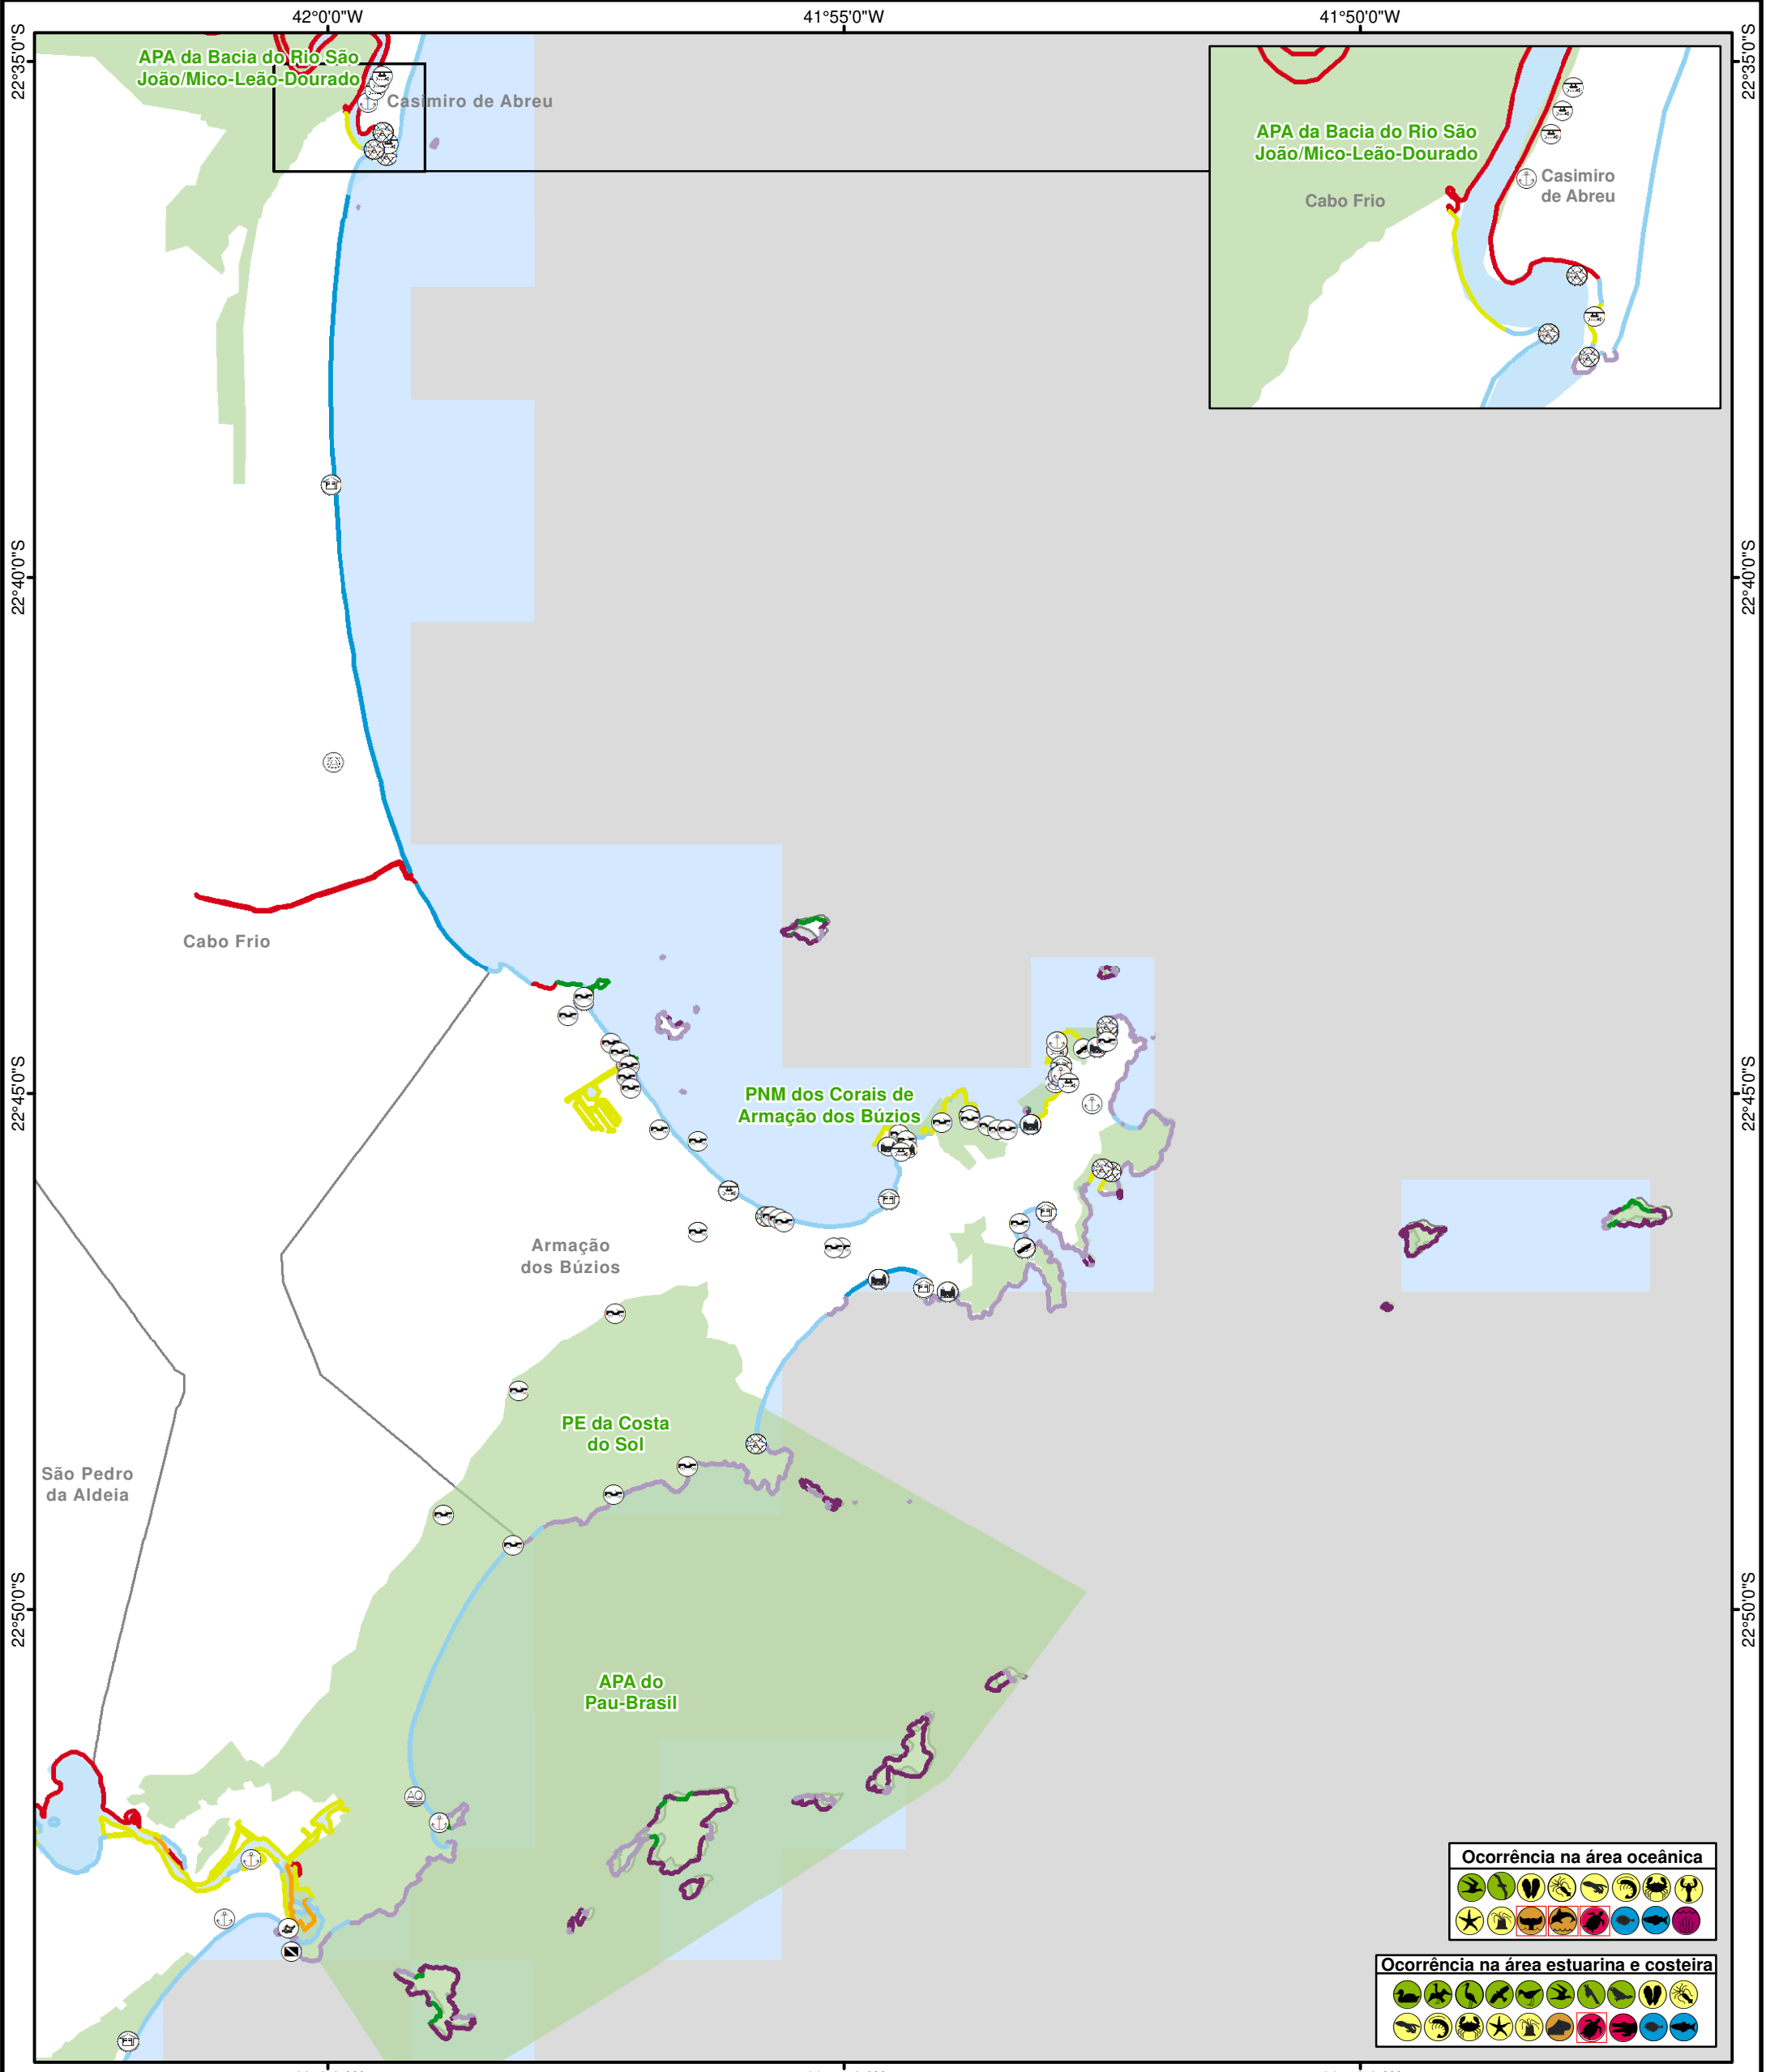 42°0'0"W
41°55'0"W
41°50'0"W
22°35'0"S
22°35'0"S
APA da Bacia do Rio São
João/Mico-Leão-Dourado
Casimiro de Abreu
APA da Bacia do Rio São
João/Mico-Leão-Dourado
Cabo Frio
Casimiro
de Abreu
22°40'0"S
22°40'0"S
Cabo Frio
22°45'0"S
22°45'0"S
PNM dos Corais de
Armação dos Búzios
Armação
dos Búzios
PE da Costa
do Sol
São Pedro
da Aldeia
22°50'0"S
22°50'0"S
APA do
Pau-Brasil
AQ
Ocorrência na área oceânica
Ocorrência na área estuarina e costeira